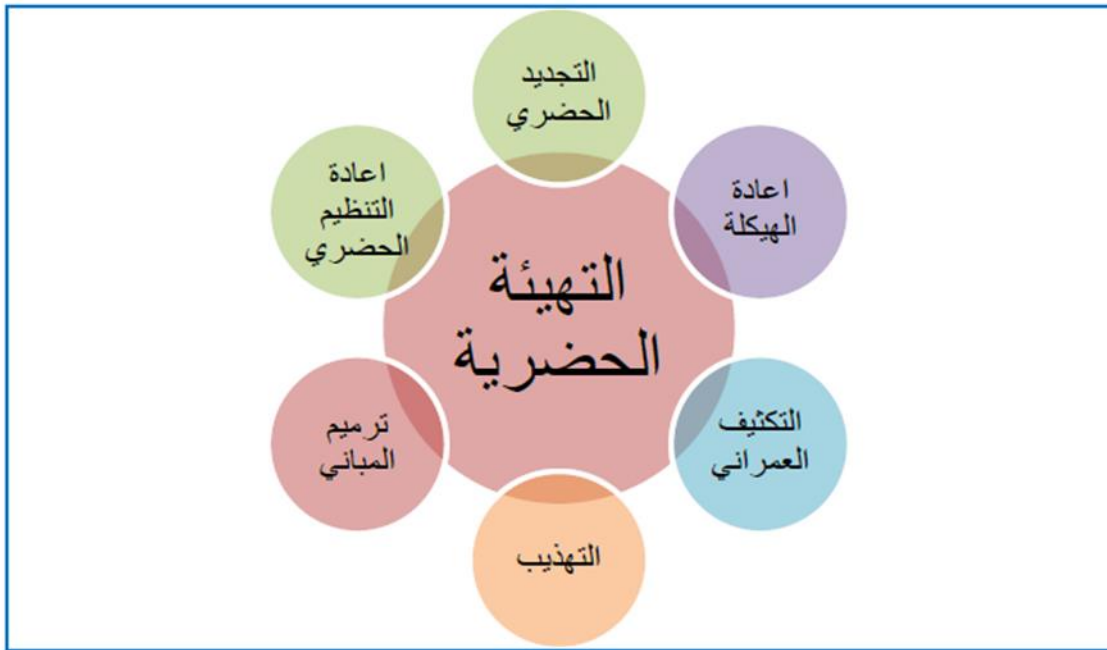 التجديد
الحضري
اعادة
الهيكلة
التكثيف
العمراني
التهذيب
ترميم
المباني
اعادة
التنظيم
الحضري
التهيئة
الحضرية